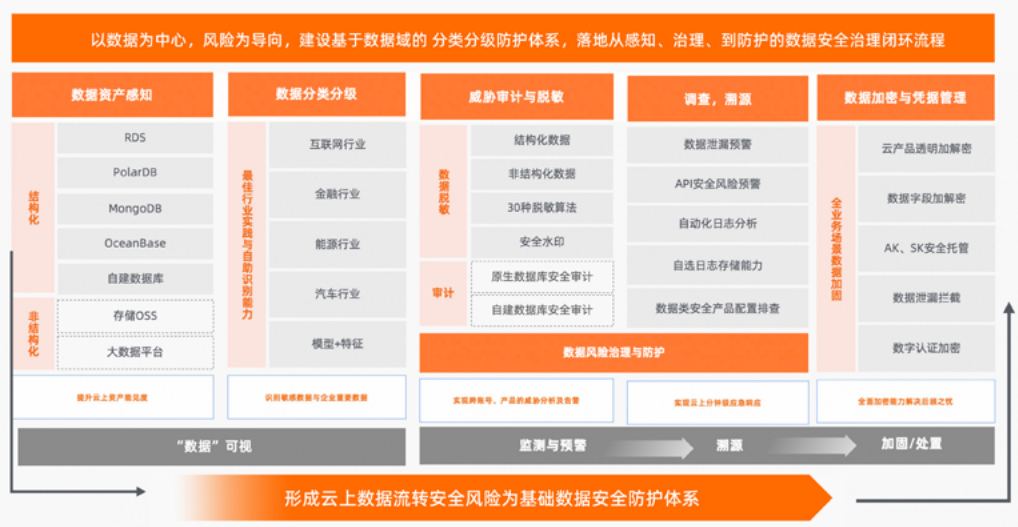 以数据为中心，风险为导向，建设基于数据域的 分类分级防护体系，落地从感知、治理、到防护的数据安全治理闭环流程
数据资产感知
结构化
RDS
PolarDB
MongoDB
OceanBase
自建数据库
非结构化
存储OSS
大数据平台
提升云上资产能见度
数据分类分级
最佳行业实践与自助识别能力
互联网行业
金融行业
能源行业
汽车行业
模型+特征
识别敏感数据与企业重要数据
威胁审计与脱敏
数据脱敏
结构化数据
非结构化数据
30种脱敏算法
安全水印
审计
原生数据库安全审计
自建数据库安全审计
调查，溯源
数据泄漏预警
API安全风险预警
自动化日志分析
自选日志存储能力
数据类安全产品配置排查
数据风险治理与防护
实现跨账号、产品的威胁分析及告警
实现云上分钟级应急响应
数据加密与凭据管理
全业务场景数据加固
云产品透明加解密
数据字段加解密
AK、SK安全托管
数据泄漏拦截
数字认证加密
全面加密能力解决后顾之忧
“数据”可视
监测与预警
溯源
加固/处置
形成云上数据流转安全风险为基础数据安全防护体系